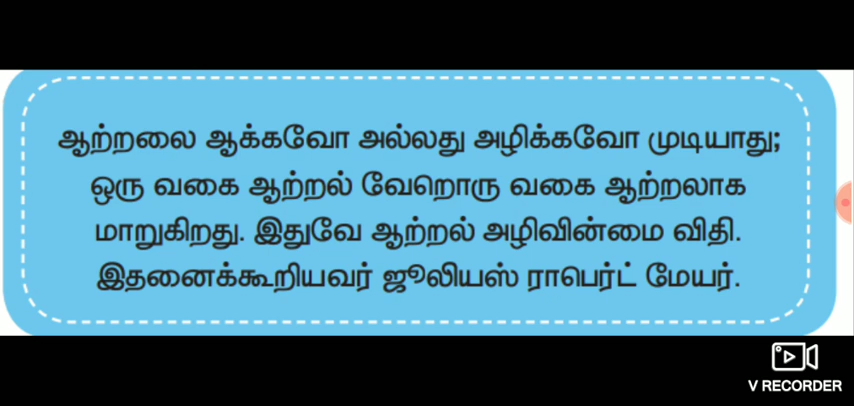 ஆற்றலை ஆக்கவோ அல்லது அழிக்கவோ முடியாது;
ஒரு வகை ஆற்றல் வேறொரு வகை ஆற்றலாக
மாறுகிறது. இதுவே ஆற்றல் அழிவின்மை விதி.
இதனைக்கூறியவர் ஜூலியஸ் ராபெர்ட் மேயர்.
V RECORDER